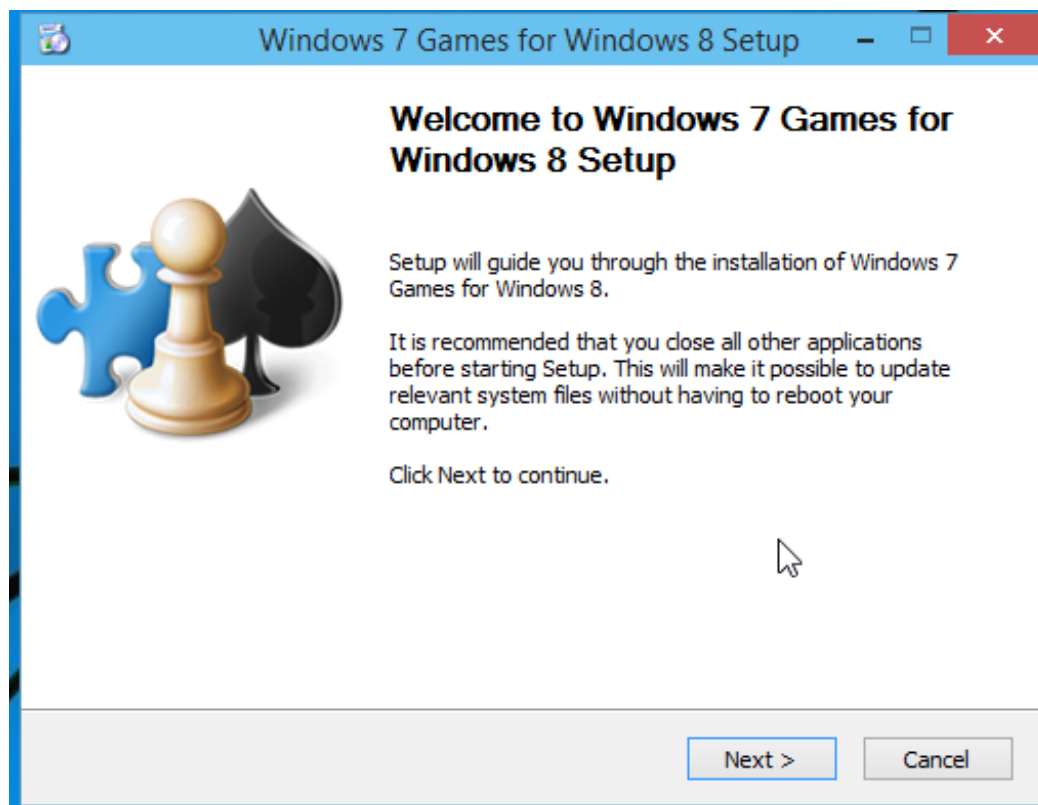 Windows 7 Games for Windows 8 Setup
Welcome to Windows 7 Games for
Windows 8 Setup
Setup will guide you through the installation of Windows 7
Games for Windows 8.
It is recommended that you close all other applications
before starting Setup. This will make it possible to update
relevant system files without having to reboot your
computer.
Click Next to continue.
Next >
Cancel